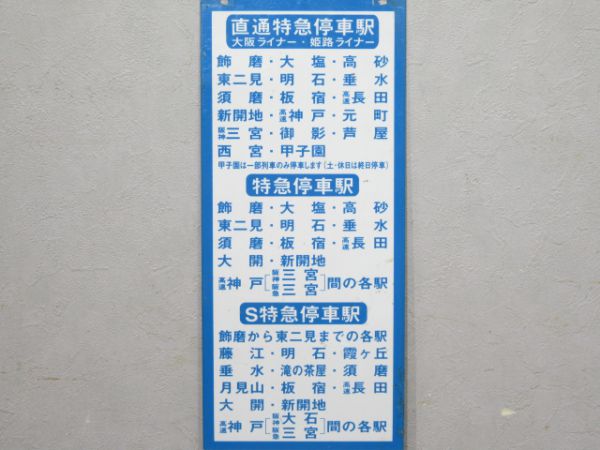 直通特急停車駅
大阪ライナー・姫路ライナー
飾磨・大塩・高砂
東二見・明石・垂水
須磨・板宿・高速長田
新開地・高速神戸・元町
阪神三宮・御影・芦屋
西宮・甲子園
甲子園は一部列車のみ停車します(土・休日は終日停車)
特急停車駅
飾磨・大塩・高砂
東二見・明石・垂水
須磨・板宿・高速長田
大開・新開地
高速神戸[阪神三宮 阪急三宮]間の各駅
S特急停車駅
飾磨から東二見までの各駅
藤江・明石・霞ヶ丘
垂水・滝の茶屋・須磨
月見山・板宿・高速長田
大開・新開地
高速神戸[阪神大石 阪急三宮]間の各駅